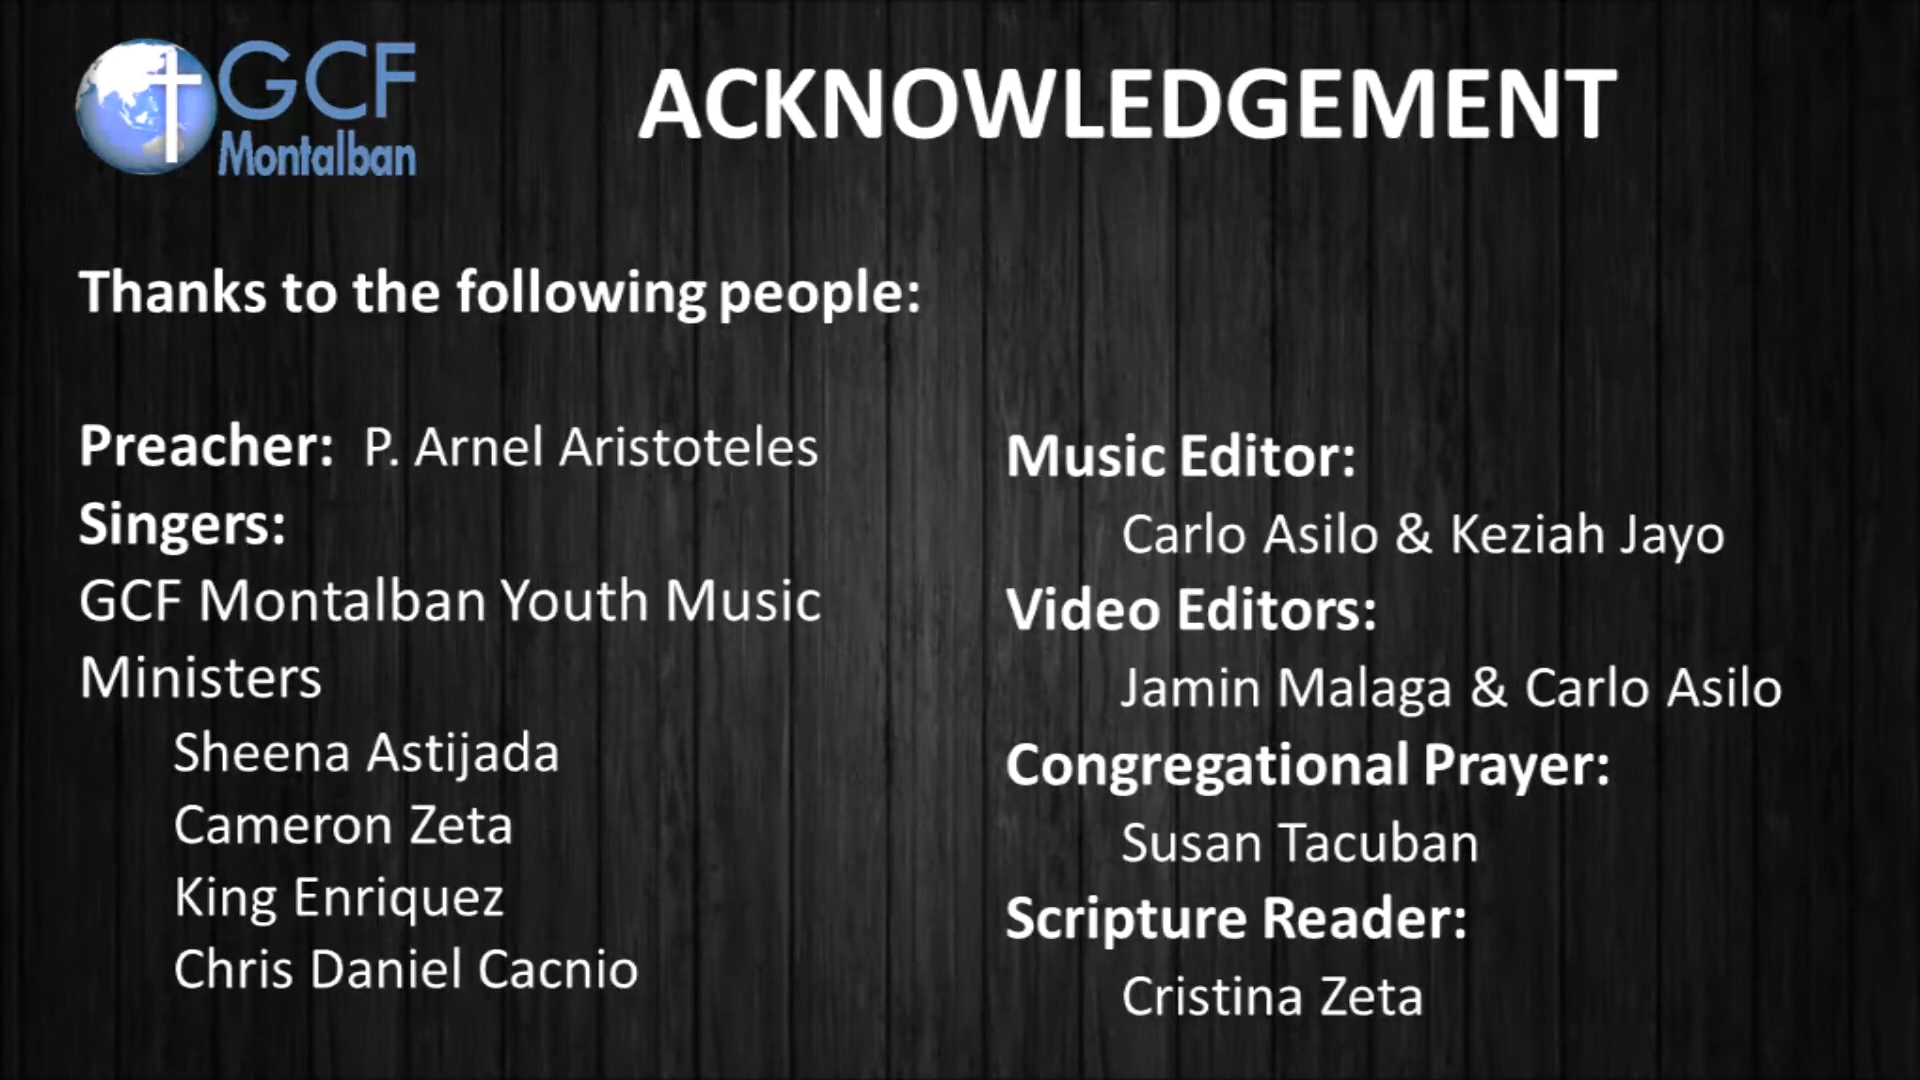 GCF
Montalban
ACKNOWLEDGEMENT
Thanks to the following people:
Preacher: P. Arnel Aristoteles
Singers:
GCF Montalban Youth Music
Ministers
Sheena Astijada
Cameron Zeta
King Enriquez
Chris Daniel Cacnio
Music Editor:
Carlo Asilo & Keziah Jayo
Video Editors:
Jamin Malaga & Carlo Asilo
Congregational Prayer:
Susan Tacuban
Scripture Reader:
Cristina Zeta